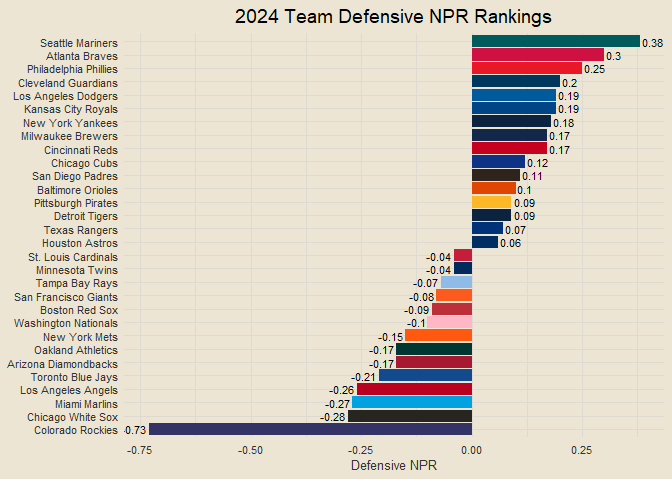 2024 Team Defensive NPR Rankings
Seattle Mariners 0.38
Atlanta Braves 0.3
Philadelphia Phillies 0.25
Cleveland Guardians 0.2
Los Angeles Dodgers 0.19
Kansas City Royals 0.19
New York Yankees 0.18
Milwaukee Brewers 0.17
Cincinnati Reds 0.17
Chicago Cubs 0.12
San Diego Padres 0.11
Baltimore Orioles 0.1
Pittsburgh Pirates 0.09
Detroit Tigers 0.09
Texas Rangers 0.07
Houston Astros 0.06
St. Louis Cardinals -0.04
Minnesota Twins -0.04
Tampa Bay Rays -0.07
San Francisco Giants -0.08
Boston Red Sox -0.09
Washington Nationals -0.1
New York Mets -0.15
Oakland Athletics -0.17
Arizona Diamondbacks -0.17
Toronto Blue Jays -0.21
Los Angeles Angels -0.26
Miami Marlins -0.27
Chicago White Sox -0.28
Colorado Rockies -0.73
-0.75 -0.50 -0.25 0.00 0.25
Defensive NPR